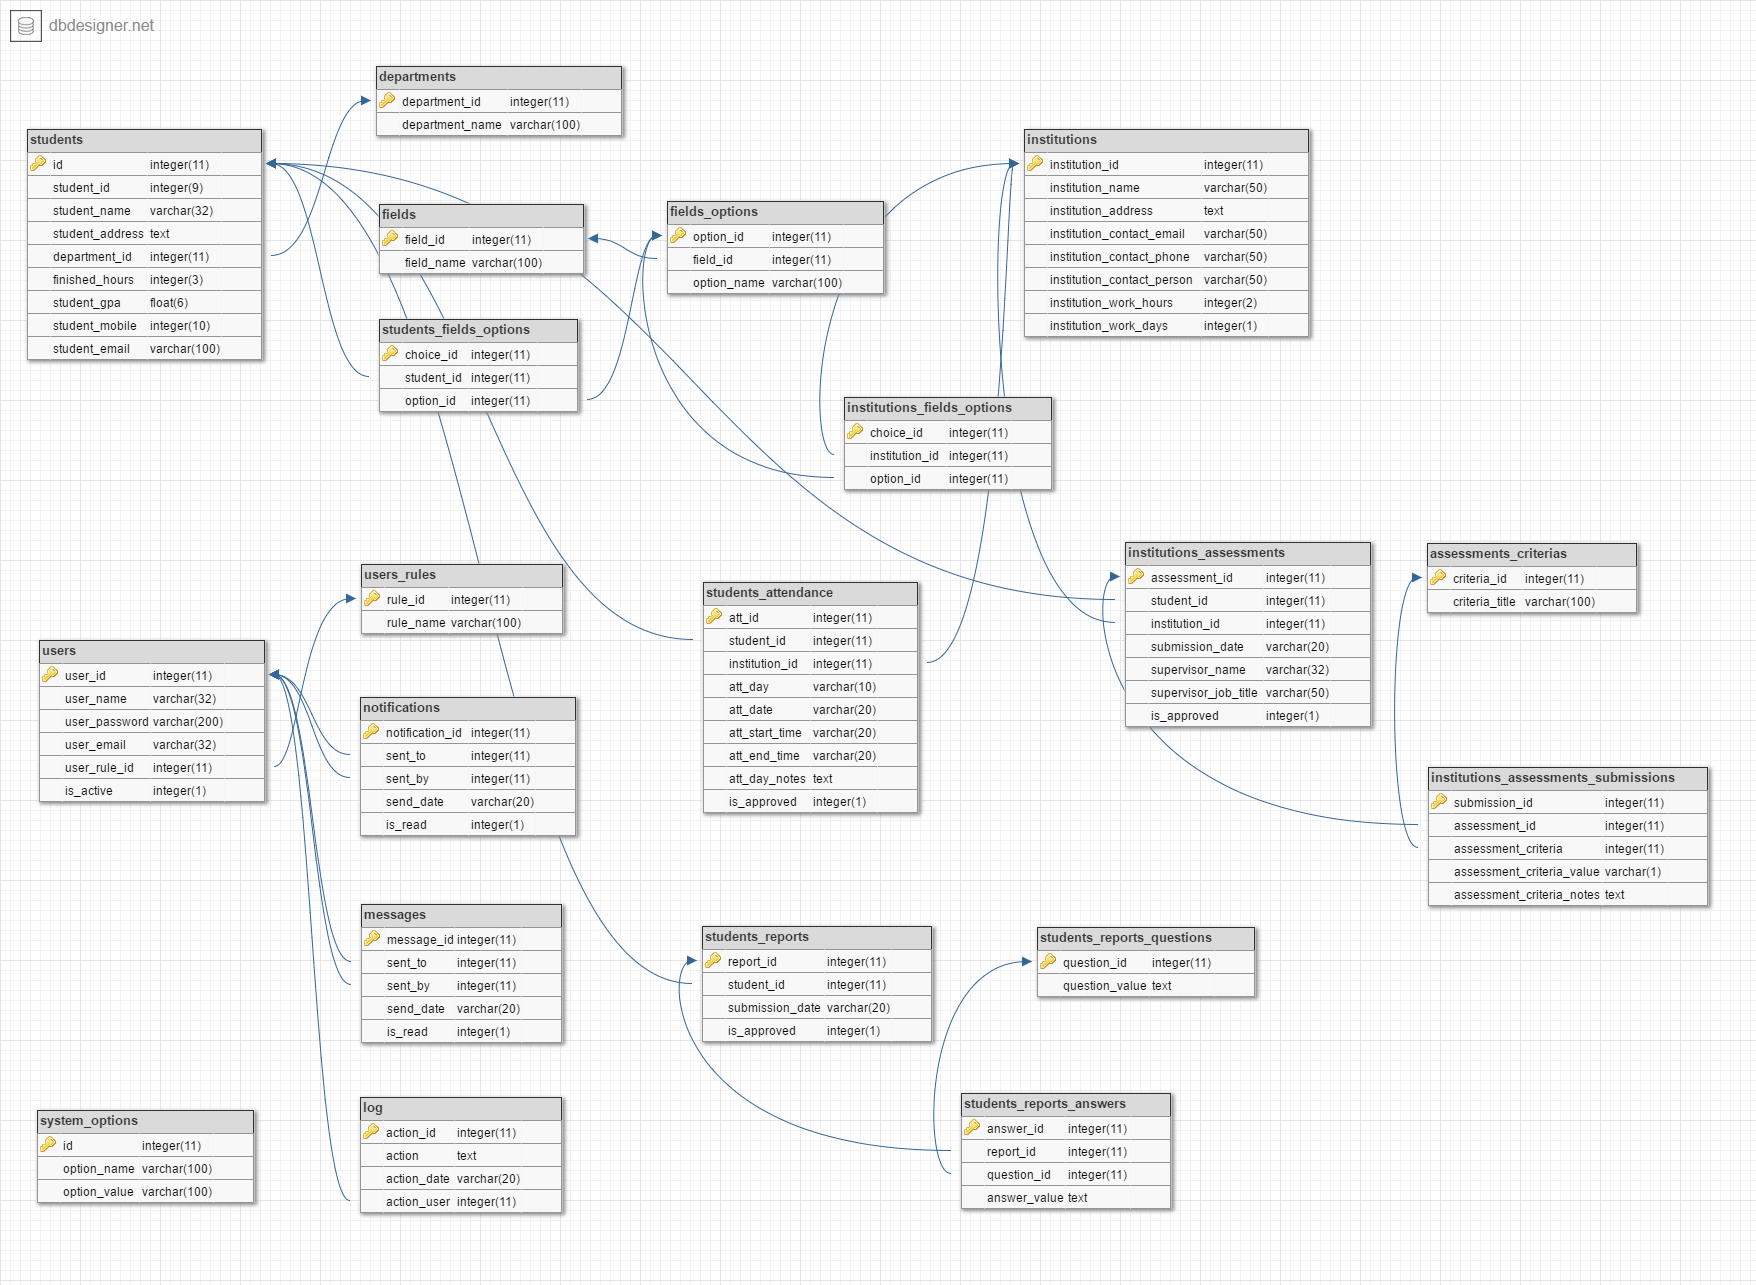 dbdesigner.net
departments
department_id integer(11)
department_name varchar(100)
students
id integer(11)
student_id integer(9)
student_name varchar(32)
student_address text
department_id integer(11)
finished_hours integer(3)
student_gpa float(6)
student_mobile integer(10)
student_email varchar(100)
fields
field_id integer(11)
field_name varchar(100)
fields_options
option_id integer(11)
field_id integer(11)
option_name varchar(100)
institutions
institution_id integer(11)
institution_name varchar(50)
institution_address text
institution_contact_email varchar(50)
institution_contact_phone varchar(50)
institution_contact_person varchar(50)
institution_work_hours integer(2)
institution_work_days integer(1)
students_fields_options
choice_id integer(11)
student_id integer(11)
option_id integer(11)
institutions_fields_options
choice_id integer(11)
institution_id integer(11)
option_id integer(11)
institutions_assessments
assessment_id integer(11)
student_id integer(11)
institution_id integer(11)
submission_date varchar(20)
supervisor_name varchar(32)
supervisor_job_title varchar(50)
is_approved integer(1)
assessments_criterias
criteria_id integer(11)
criteria_title varchar(100)
users_rules
rule_id integer(11)
rule_name varchar(100)
students_attendance
att_id integer(11)
student_id integer(11)
institution_id integer(11)
att_day varchar(10)
att_date varchar(20)
att_start_time varchar(20)
att_end_time varchar(20)
att_day_notes text
is_approved integer(1)
users
user_id integer(11)
user_name varchar(32)
user_password varchar(200)
user_email varchar(32)
user_rule_id integer(11)
is_active integer(1)
notifications
notification_id integer(11)
sent_to integer(11)
sent_by integer(11)
send_date varchar(20)
is_read integer(1)
institutions_assessments_submissions
submission_id integer(11)
assessment_id integer(11)
assessment_criteria integer(11)
assessment_criteria_value varchar(1)
assessment_criteria_notes text
messages
message_id integer(11)
sent_to integer(11)
sent_by integer(11)
send_date varchar(20)
is_read integer(1)
students_reports
report_id integer(11)
student_id integer(11)
submission_date varchar(20)
is_approved integer(1)
students_reports_questions
question_id integer(11)
question_value text
system_options
id integer(11)
option_name varchar(100)
option_value varchar(100)
log
action_id integer(11)
action text
action_date varchar(20)
action_user integer(11)
students_reports_answers
answer_id integer(11)
report_id integer(11)
question_id integer(11)
answer_value text